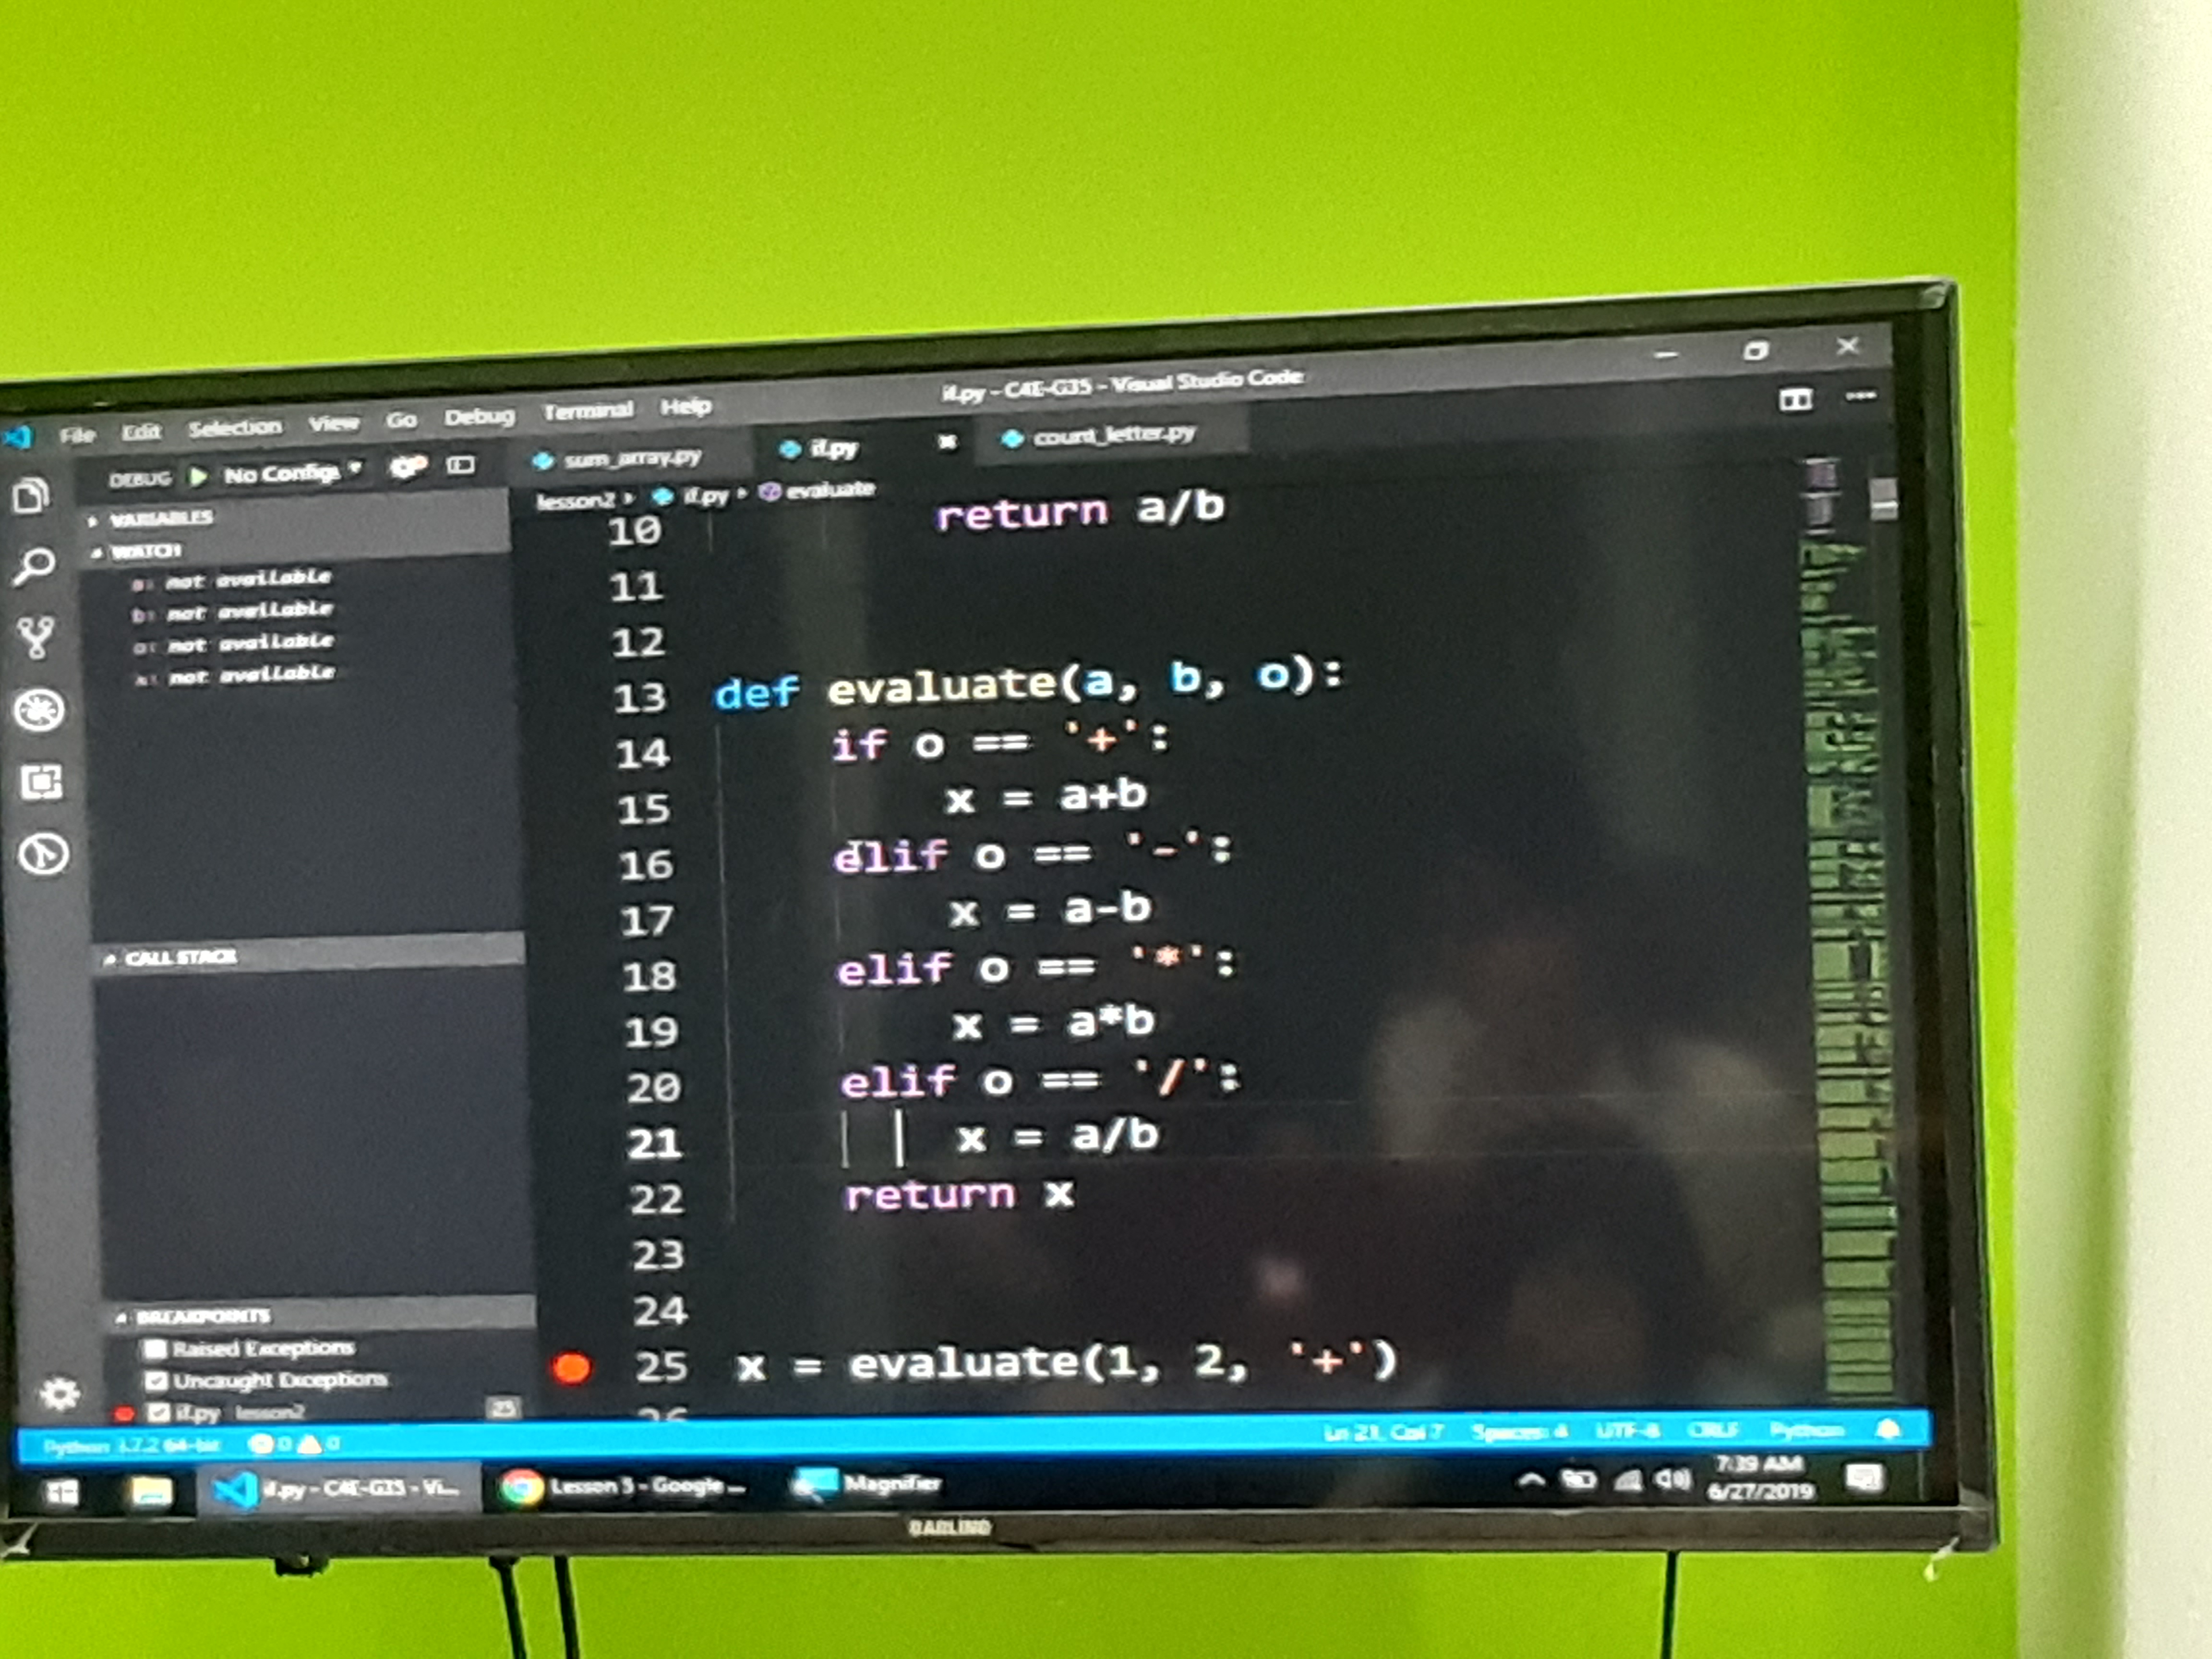 if.py - C4E-G35 - Visual Studio Code
File Edit Selection View Go Debug Terminal Help
DEBUG No Configu
sum_array.py if.py count_letter.py
lesson2 if.py evaluate
VARIABLES
WATCH
a: not available
b: not available
o: not available
x: not available
CALL STACK
BREAKPOINTS
Raised Exceptions
Uncaught Exceptions
if.py lesson2 25
10 return a/b
11
12
13 def evaluate(a, b, o):
14 if o == '+':
15 x = a+b
16 elif o == '-':
17 x = a-b
18 elif o == '*':
19 x = a*b
20 elif o == '/':
21 x = a/b
22 return x
23
24
25 x = evaluate(1, 2, '+')
26
Python 3.7.2 64-bit 0 0 Ln 21, Col 7 Spaces: 4 UTF-8 CRLF Python
if.py - C4E-G35 - Vi... Lesson 3 - Google ... Magnifier
7:39 AM
6/27/2019
DARLING